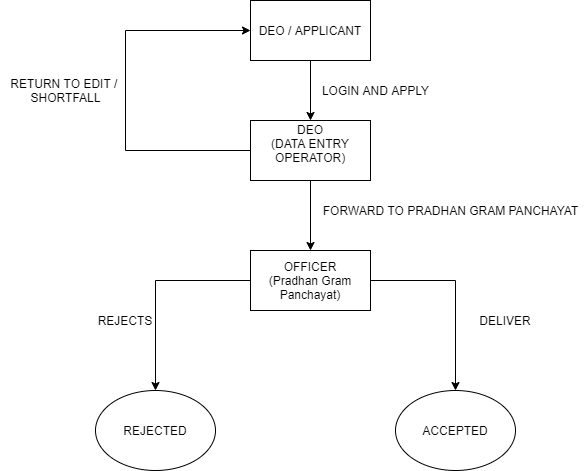 DEO / APPLICANT
RETURN TO EDIT /
SHORTFALL
LOGIN AND APPLY
DEO
(DATA ENTRY
OPERATOR)
FORWARD TO PRADHAN GRAM PANCHAYAT
OFFICER
(Pradhan Gram
Panchayat)
REJECTS
DELIVER
REJECTED
ACCEPTED